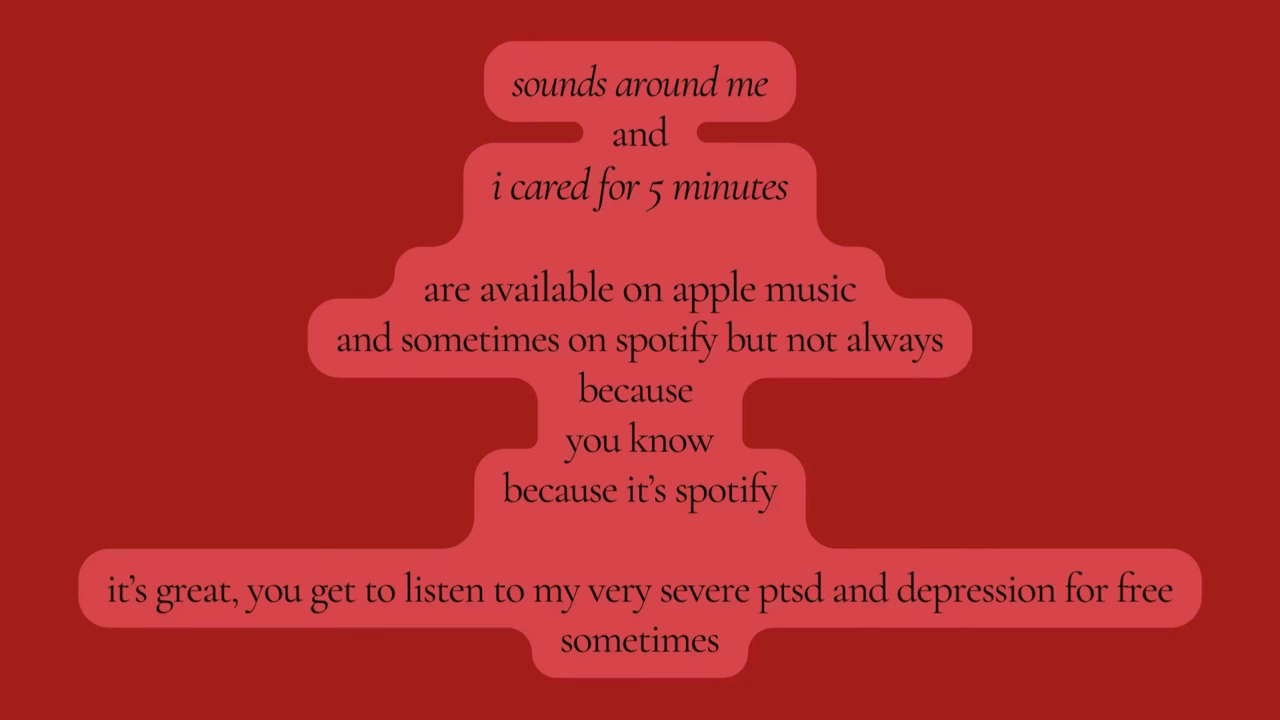 sounds around me
and
i cared for 5 minutes
are available on apple music
and sometimes on spotify but not always
because
you know
because it’s spotify
it’s great, you get to listen to my very severe ptsd and depression for free
sometimes